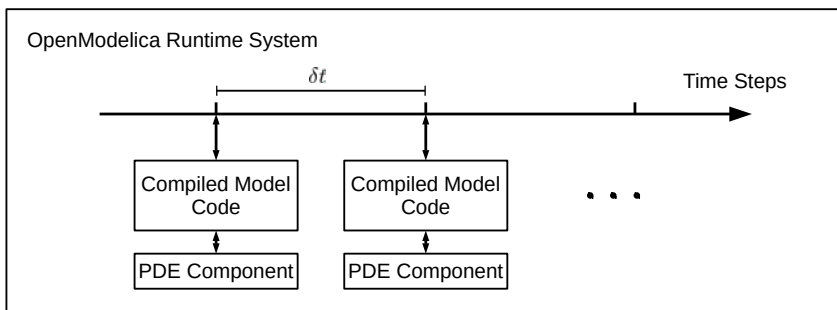 OpenModelica Runtime System
δt
Time Steps
Compiled Model
Code
Compiled Model
Code
PDE Component
PDE Component